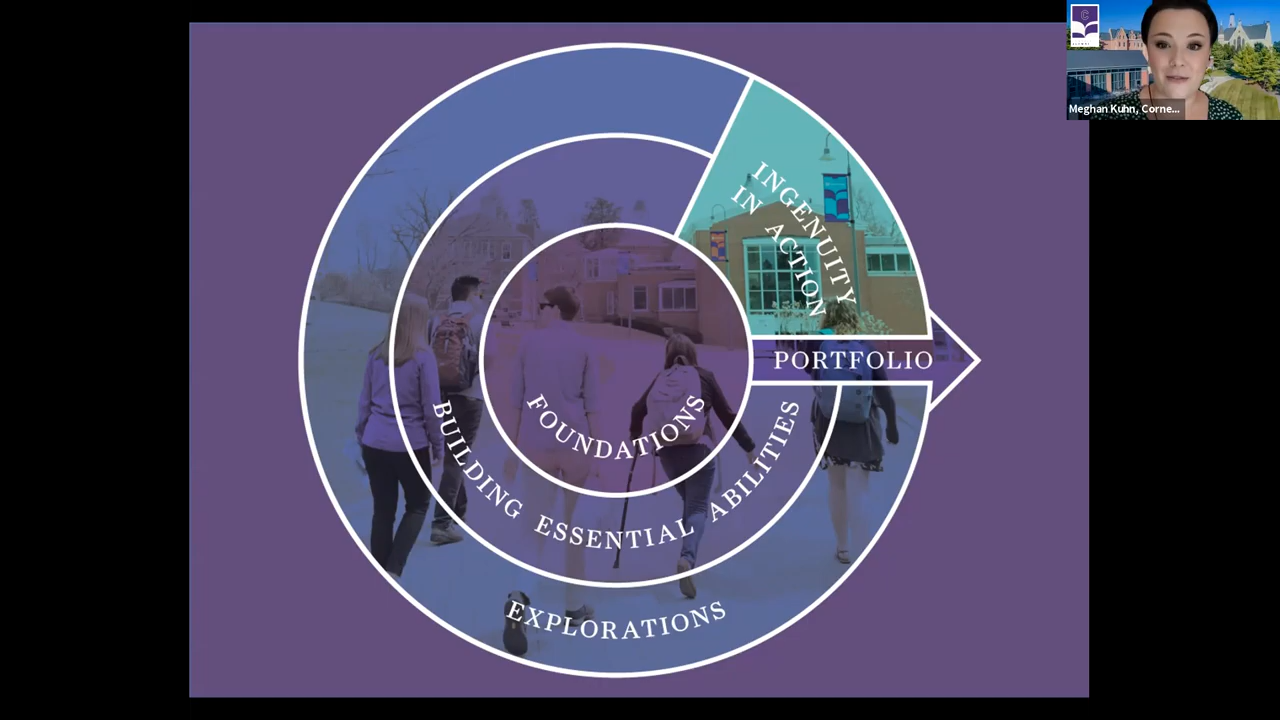 INGENUITY
IN ACTION
PORTFOLIO
FOUNDATIONS
BUILDING ESSENTIAL ABILITIES
EXPLORATIONS
Meghan Kuhn, Corne...